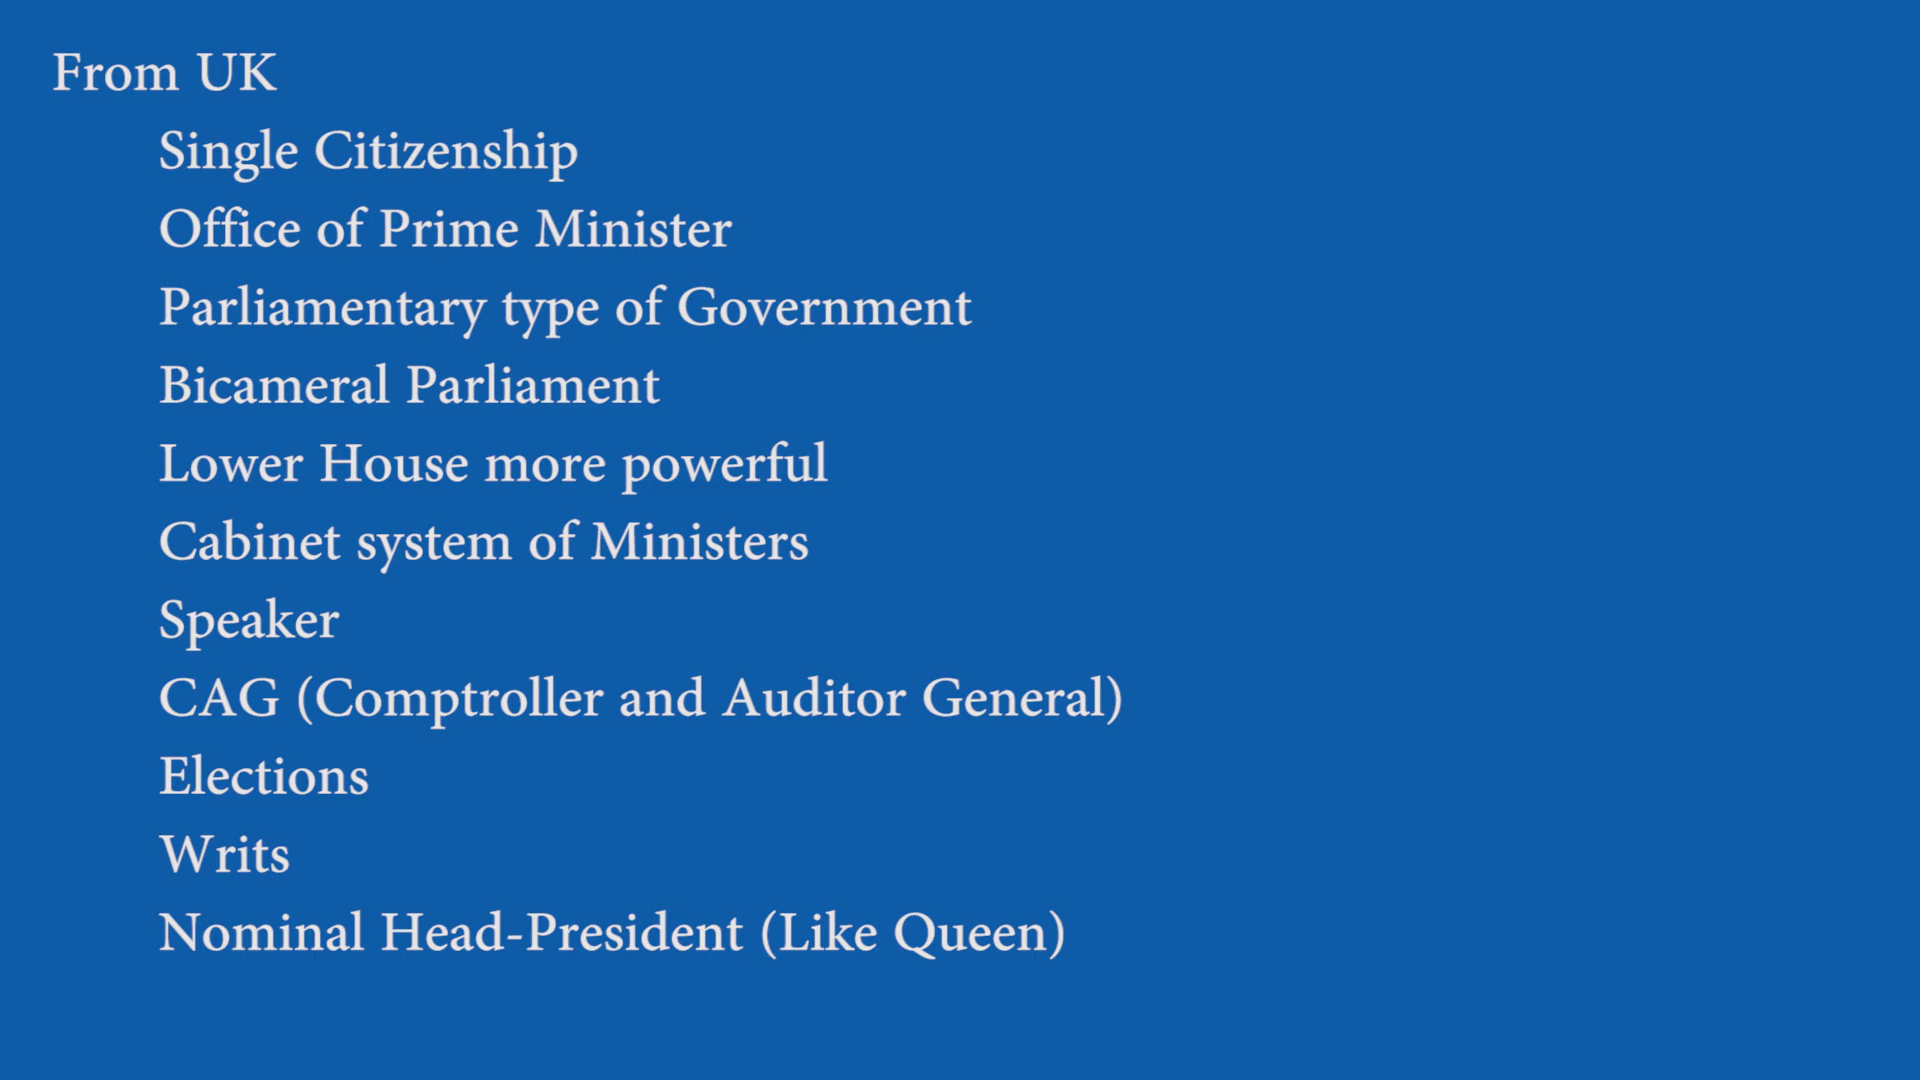 From UK
Single Citizenship
Office of Prime Minister
Parliamentary type of Government
Bicameral Parliament
Lower House more powerful
Cabinet system of Ministers
Speaker
CAG (Comptroller and Auditor General)
Elections
Writs
Nominal Head-President (Like Queen)